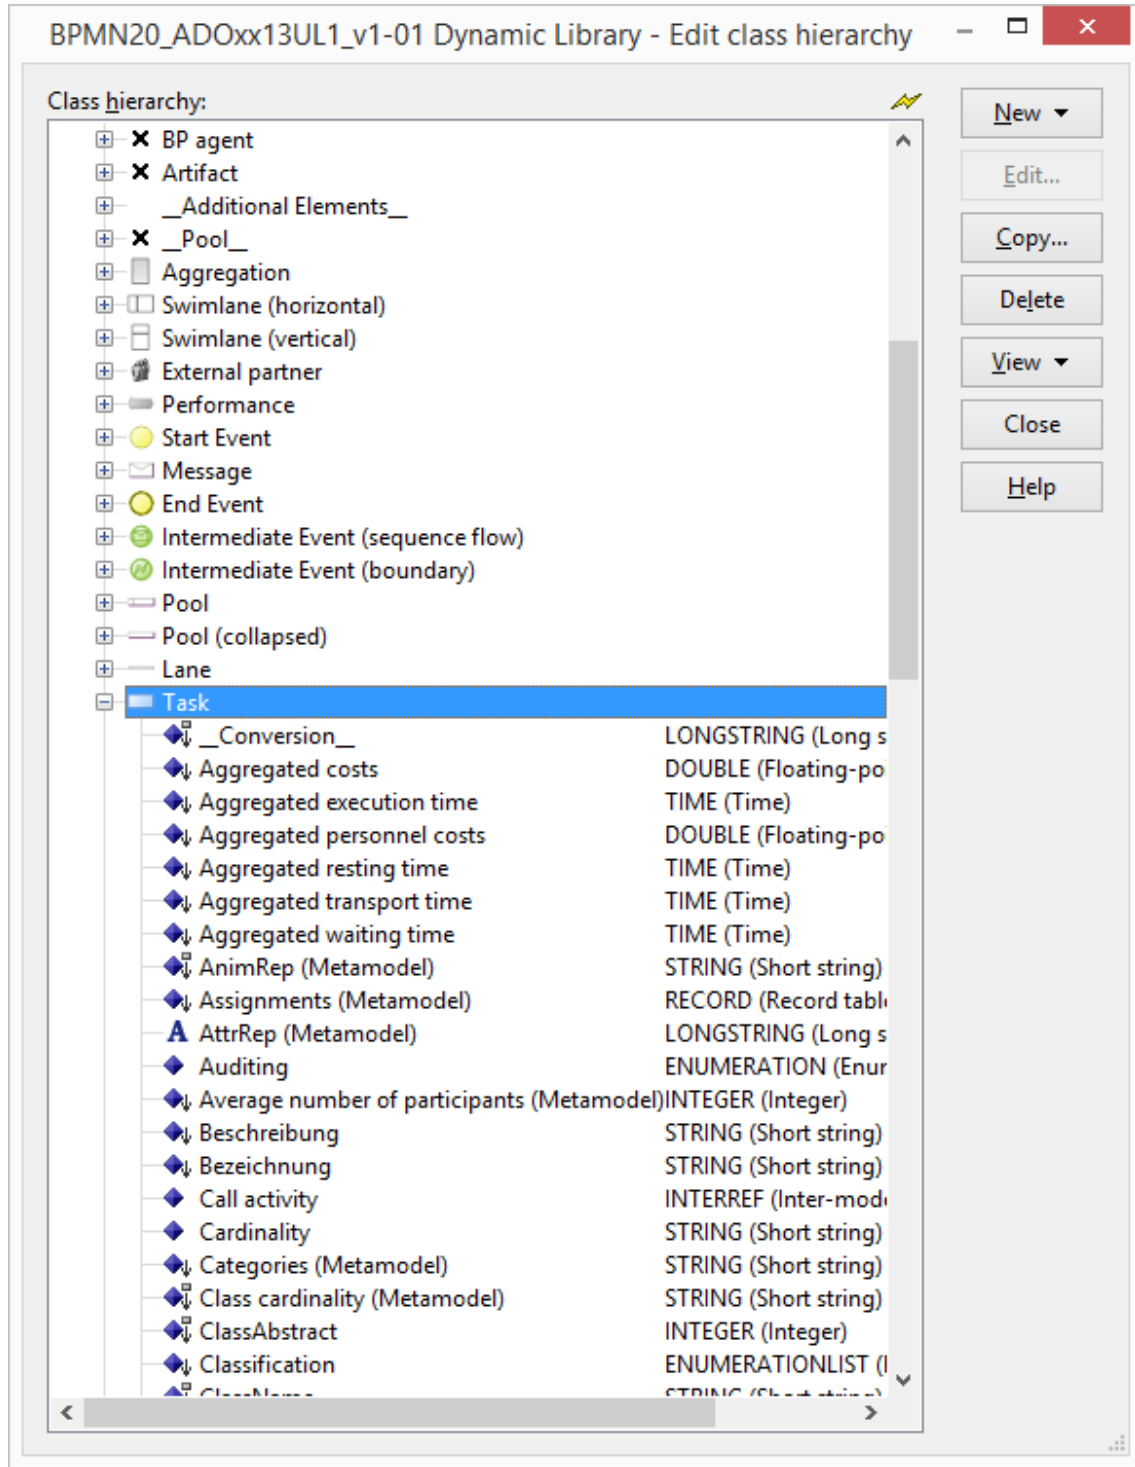 BPMN20_ADOxx13UL1_v1-01 Dynamic Library - Edit class hierarchy
Class hierarchy:
BP agent
Artifact
__Additional Elements__
__Pool__
Aggregation
Swimlane (horizontal)
Swimlane (vertical)
External partner
Performance
Start Event
Message
End Event
Intermediate Event (sequence flow)
Intermediate Event (boundary)
Pool
Pool (collapsed)
Lane
Task
__Conversion__ LONGSTRING (Long s
Aggregated costs DOUBLE (Floating-po
Aggregated execution time TIME (Time)
Aggregated personnel costs DOUBLE (Floating-po
Aggregated resting time TIME (Time)
Aggregated transport time TIME (Time)
Aggregated waiting time TIME (Time)
AnimRep (Metamodel) STRING (Short string)
Assignments (Metamodel) RECORD (Record tabl
A AttrRep (Metamodel) LONGSTRING (Long s
Auditing ENUMERATION (Enur
Average number of participants (Metamodel) INTEGER (Integer)
Beschreibung STRING (Short string)
Bezeichnung STRING (Short string)
Call activity INTERREF (Inter-mod
Cardinality STRING (Short string)
Categories (Metamodel) STRING (Short string)
Class cardinality (Metamodel) STRING (Short string)
ClassAbstract INTEGER (Integer)
Classification ENUMERATIONLIST (
ClassName STRING (Short string)
New
Edit...
Copy...
Delete
View
Close
Help